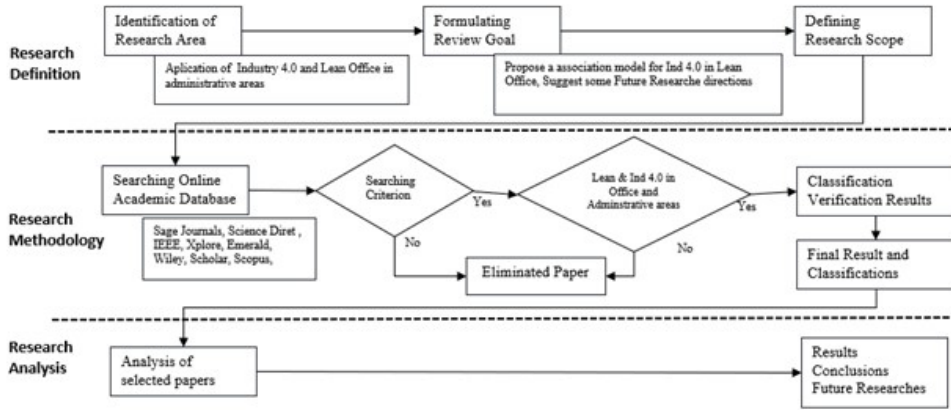 Research
Definition
Identification of
Research Area
Aplication of Industry 4.0 and Lean Office in
administrative areas
Formulating
Review Goal
Propose a association model for Ind 4.0 in Lean
Office, Suggest some Future Researche directions
Defining
Research Scope
Research
Methodology
Searching Online
Academic Database
Sage Journals, Science Diret ,
IEEE, Xplore, Emerald,
Wiley, Scholar, Scopus,
Searching
Criterion
Yes
No
Lean & Ind 4.0 in
Office and
Adminstrative areas
Yes
No
Eliminated Paper
Classification
Verification Results
Final Result and
Classifications
Research
Analysis
Analysis of
selected papers
Results
Conclusions
Future Researches